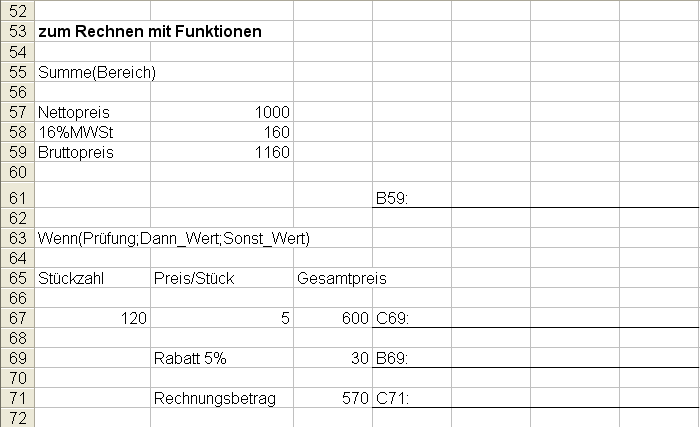 52
53 zum Rechnen mit Funktionen
54
55 Summe(Bereich)
56
57 Nettopreis 1000
58 16%MWSt 160
59 Bruttopreis 1160
60
61 B59:
62
63 Wenn(Prüfung;Dann_Wert;Sonst_Wert)
64
65 Stückzahl Preis/Stück Gesamtpreis
66
67 120 5 600 C69:
68
69 Rabatt 5% 30 B69:
70
71 Rechnungsbetrag 570 C71:
72